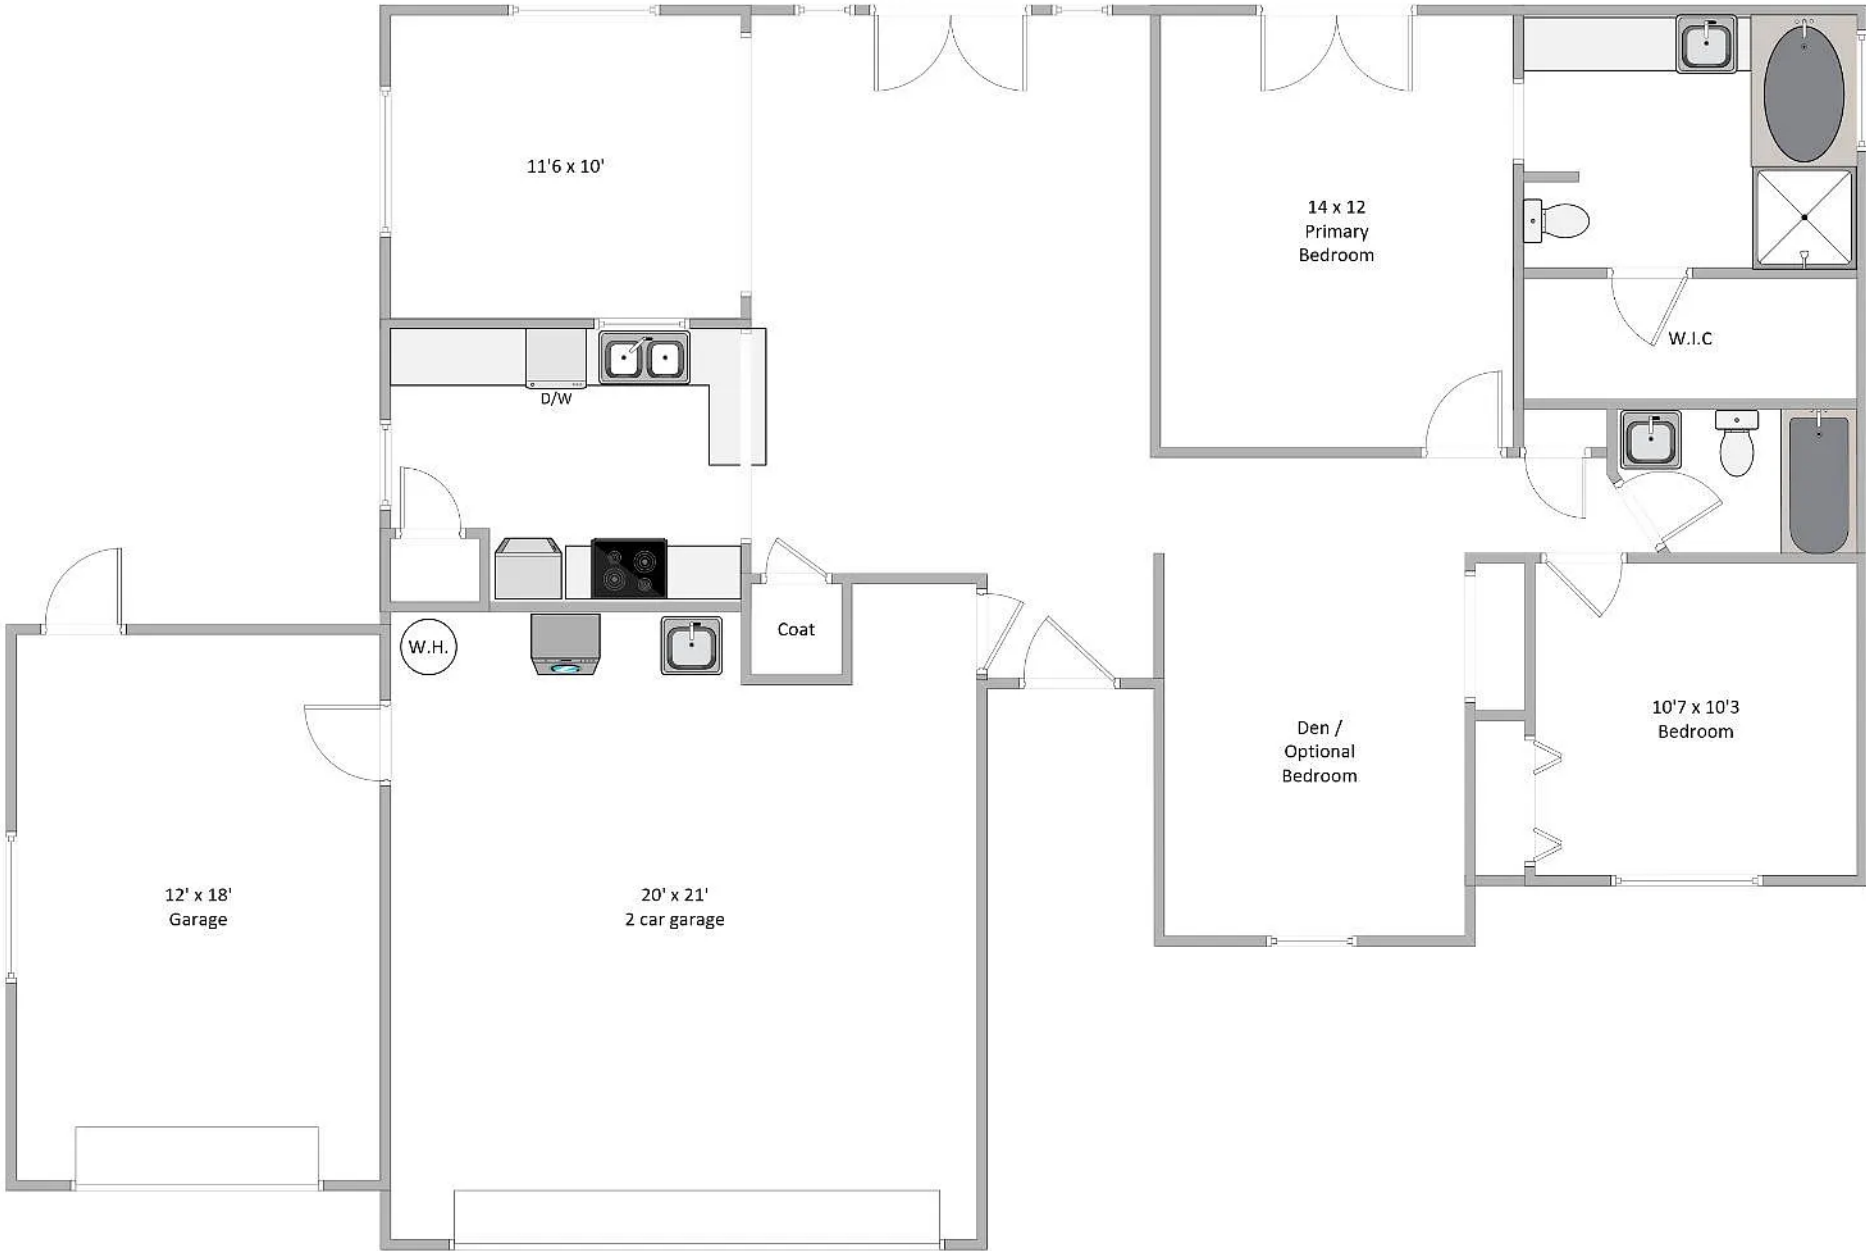 11'6 x 10'
14 x 12
Primary
Bedroom
W.I.C
D/W
Coat
W.H.
10'7 x 10'3
Bedroom
Den /
Optional
Bedroom
12' x 18'
Garage
20' x 21'
2 car garage